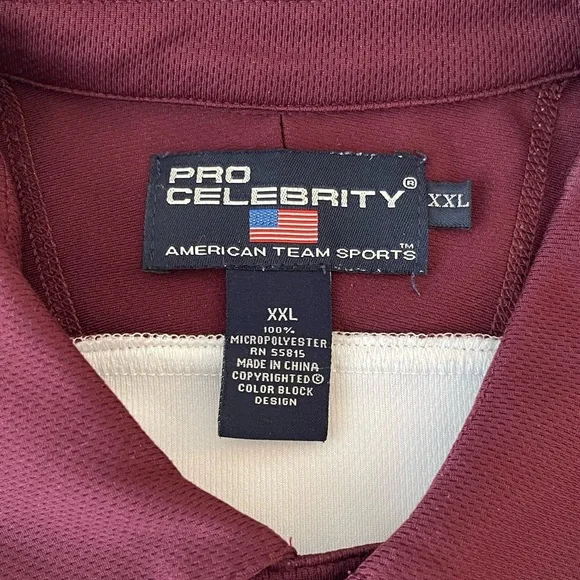 PRO
CELEBRITY®
AMERICAN TEAM SPORTS™
XXL
XXL
100%
MICROPOLYESTER
RN 55815
MADE IN CHINA
COPYRIGHTED©
COLOR BLOCK
DESIGN